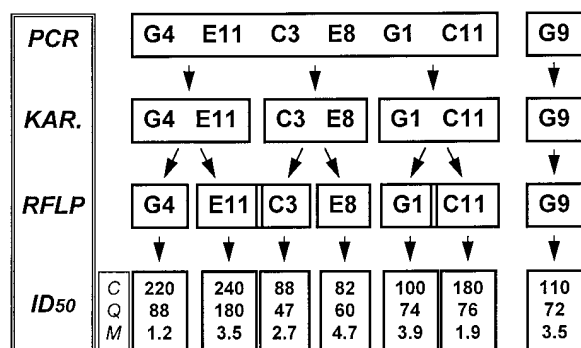 PCR G4 E11 C3 E8 G1 C11 G9
KAR. G4 E11 C3 E8 G1 C11 G9
RFLP G4 E11 C3 E8 G1 C11 G9
C 220 240 88 82 100 180 110
ID50 Q 88 180 47 60 74 76 72
M 1.2 3.5 2.7 4.7 3.9 1.9 3.5